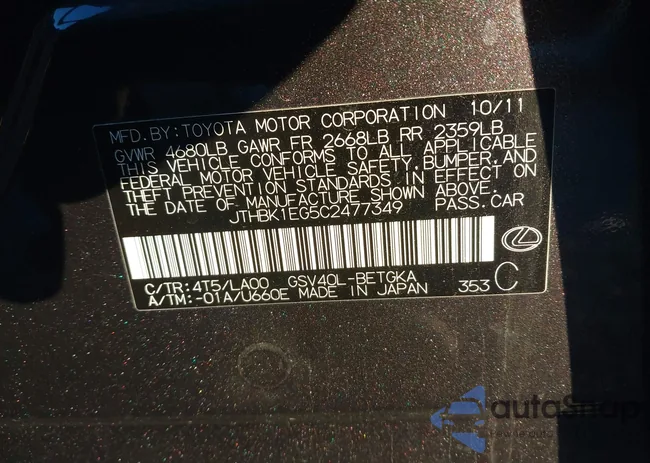 MFD.BY:TOYOTA MOTOR CORPORATION 10/11
GVWR 4680LB GAWR FR 2668LB RR 2359LB
THIS VEHICLE CONFORMS TO ALL APPLICABLE
FEDERAL MOTOR VEHICLE SAFETY,BUMPER,AND
THEFT PREVENTION STANDARDS IN EFFECT ON
THE DATE OF MANUFACTURE SHOWN ABOVE.
JTHBK1EG5C2477349 PASS.CAR
C/TR:4T5/LA00 GSV40L-BETGKA
A/TM:-01A/U660E MADE IN JAPAN 353 C
autoSnap